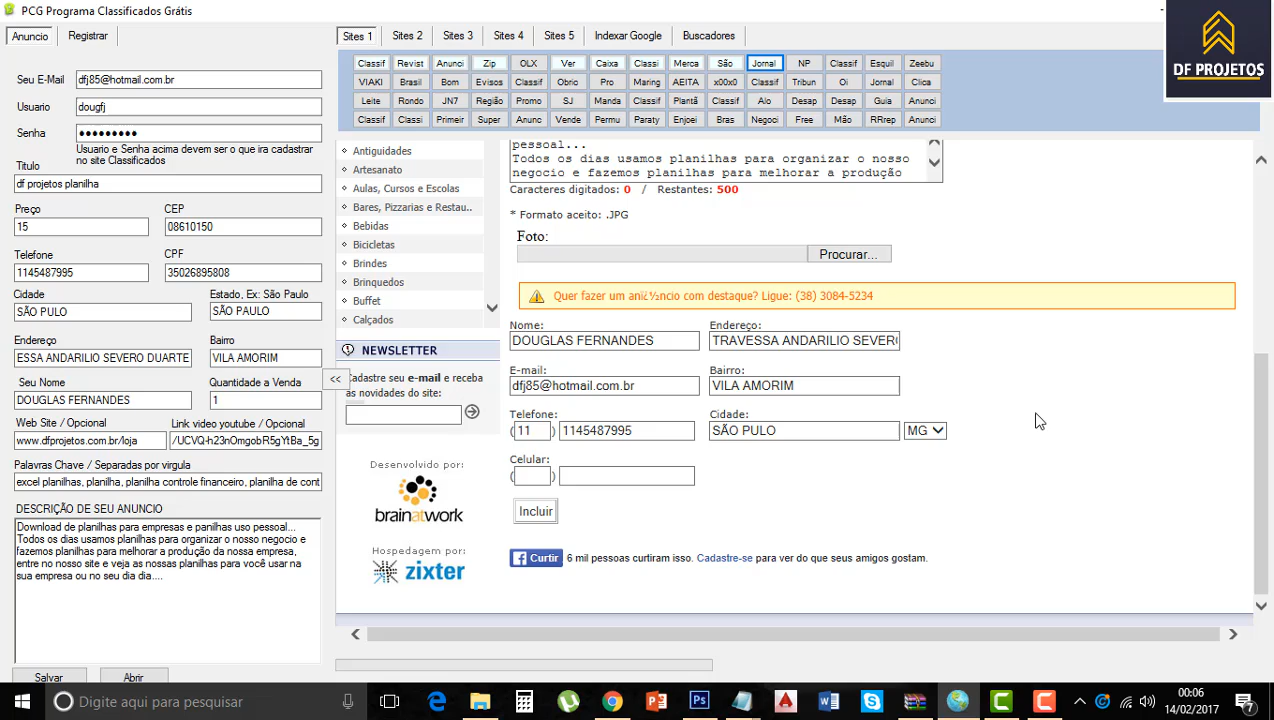 PCG Programa Classificados Grátis
Anuncio
Registrar
Seu E-Mail
dfj85@hotmail.com.br
Usuario
dougfj
Senha
•••••••••
Usuario e Senha acima devem ser o que ira cadastrar
no site Classificados
Titulo
df projetos planilha
Preço
CEP
15
08610150
Telefone
CPF
1145487995
35026895808
Cidade
Estado, Ex: São Paulo
SÃO PULO
SÃO PAULO
Endereço
Bairro
ESSA ANDARILIO SEVERO DUARTE
VILA AMORIM
Seu Nome
Quantidade a Venda
DOUGLAS FERNANDES
1
Web Site / Opcional
Link video youtube / Opcional
www.dfprojetos.com.br/loja
/UCVQ-h23nOmgobR5gYtBa_5g
Palavras Chave / Separadas por virgula
excel planilhas, planilha, planilha controle financeiro, planilha de cont
DESCRIÇÃO DE SEU ANUNCIO
Download de planilhas para empresas e panilhas uso pessoal...
Todos os dias usamos planilhas para organizar o nosso negocio e
fazemos planilhas para melhorar a produção da nossa empresa,
entre no nosso site e veja as nossas planilhas para você usar na
sua empresa ou no seu dia dia....
Salvar
Abrir
<<
Sites 1
Sites 2
Sites 3
Sites 4
Sites 5
Indexar Google
Buscadores
Classif Revist Anunci Zip OLX Ver Caixa Classi Merca São Jornal NP Classif Esquil Zeebu
VIAKI Brasil Bom Evisos Classif Obrio Pro Maring AEITA x00x0 Classif Tribun Oi Jornal Clica
Leite Rondo JN7 Região Promo SJ Manda Classif Plantã Classif Alo Desap Desap Guia Anunci
Classif Classi Primeir Super Anunc Vende Permu Paraty Enjoei Bras Negoci Free Mão RRrep Anunci
DF PROJETOS
Antiguidades
Artesanato
Aulas, Cursos e Escolas
Bares, Pizzarias e Restau..
Bebidas
Bicicletas
Brindes
Brinquedos
Buffet
Calçados
NEWSLETTER
Cadastre seu e-mail e receba
as novidades do site:
Desenvolvido por:
brainatwork
Hospedagem por:
zixter
pessoal...
Todos os dias usamos planilhas para organizar o nosso
negocio e fazemos planilhas para melhorar a produção
Caracteres digitados: 0 / Restantes: 500
* Formato aceito: .JPG
Foto:
Procurar...
Quer fazer um aniï¿½ncio com destaque? Ligue: (38) 3084-5234
Nome:
Endereço:
DOUGLAS FERNANDES
TRAVESSA ANDARILIO SEVER
E-mail:
Bairro:
dfj85@hotmail.com.br
VILA AMORIM
Telefone:
Cidade:
(11) 1145487995
SÃO PULO
MG
Celular:
( )
Incluir
Curtir
6 mil pessoas curtiram isso. Cadastre-se para ver do que seus amigos gostam.
Digite aqui para pesquisar
00:06
14/02/2017
7